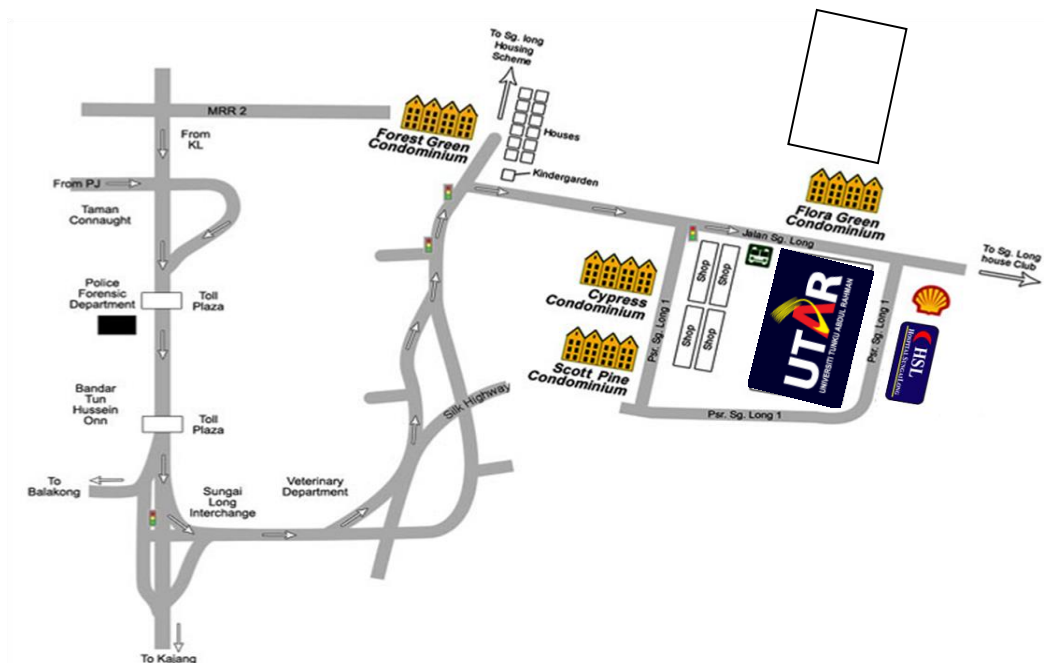 To Sg. long
Housing
Scheme
MRR 2
From
KL
Forest Green
Condominium
Houses
Kindergarden
From PJ
Taman
Connaught
Flora Green
Condominium
Jalan Sg. Long
To Sg. Long
house Club
Police
Forensic
Department
Toll
Plaza
Cypress
Condominium
Psr. Sg. Long 1
Shop
Shop
Shop
Shop
UTAR
UNIVERSITI TUNKU ABDUL RAHMAN
Psr. Sg. Long 1
HSL
Scott Pine
Condominium
Psr. Sg. Long 1
Bandar
Tun
Hussein
Onn
Toll
Plaza
Silk Highway
To
Balakong
Sungai
Long
Interchange
Veterinary
Department
To Kajang